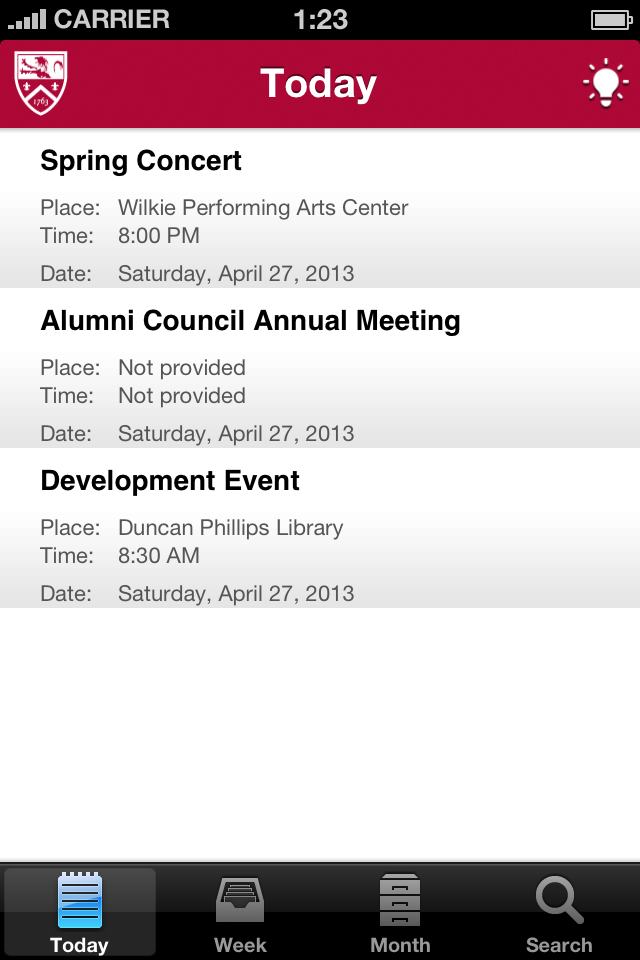 CARRIER 1:23
1763
Today
Spring Concert
Place: Wilkie Performing Arts Center
Time: 8:00 PM
Date: Saturday, April 27, 2013
Alumni Council Annual Meeting
Place: Not provided
Time: Not provided
Date: Saturday, April 27, 2013
Development Event
Place: Duncan Phillips Library
Time: 8:30 AM
Date: Saturday, April 27, 2013
Today Week Month Search